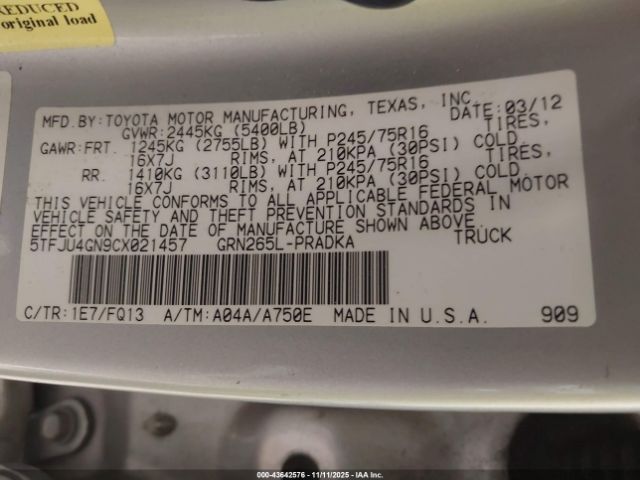 REDUCED
original load
MFD.BY:TOYOTA MOTOR MANUFACTURING, TEXAS, INC. DATE:03/12
GVWR:2445KG (5400LB)
GAWR:FRT. 1245KG (2755LB) WITH P245/75R16 TIRES,
16X7J RIMS, AT 210KPA (30PSI) COLD.
RR. 1410KG (3110LB) WITH P245/75R16 TIRES,
16X7J RIMS, AT 210KPA (30PSI) COLD.
THIS VEHICLE CONFORMS TO ALL APPLICABLE FEDERAL MOTOR
VEHICLE SAFETY AND THEFT PREVENTION STANDARDS IN
EFFECT ON THE DATE OF MANUFACTURE SHOWN ABOVE.
5TFJU4GN9CX021457 GRN265L-PRADKA TRUCK
C/TR:1E7/FQ13 A/TM:A04A/A750E MADE IN U.S.A. 909
000-43642576 - 11/11/2025 - IAA Inc.